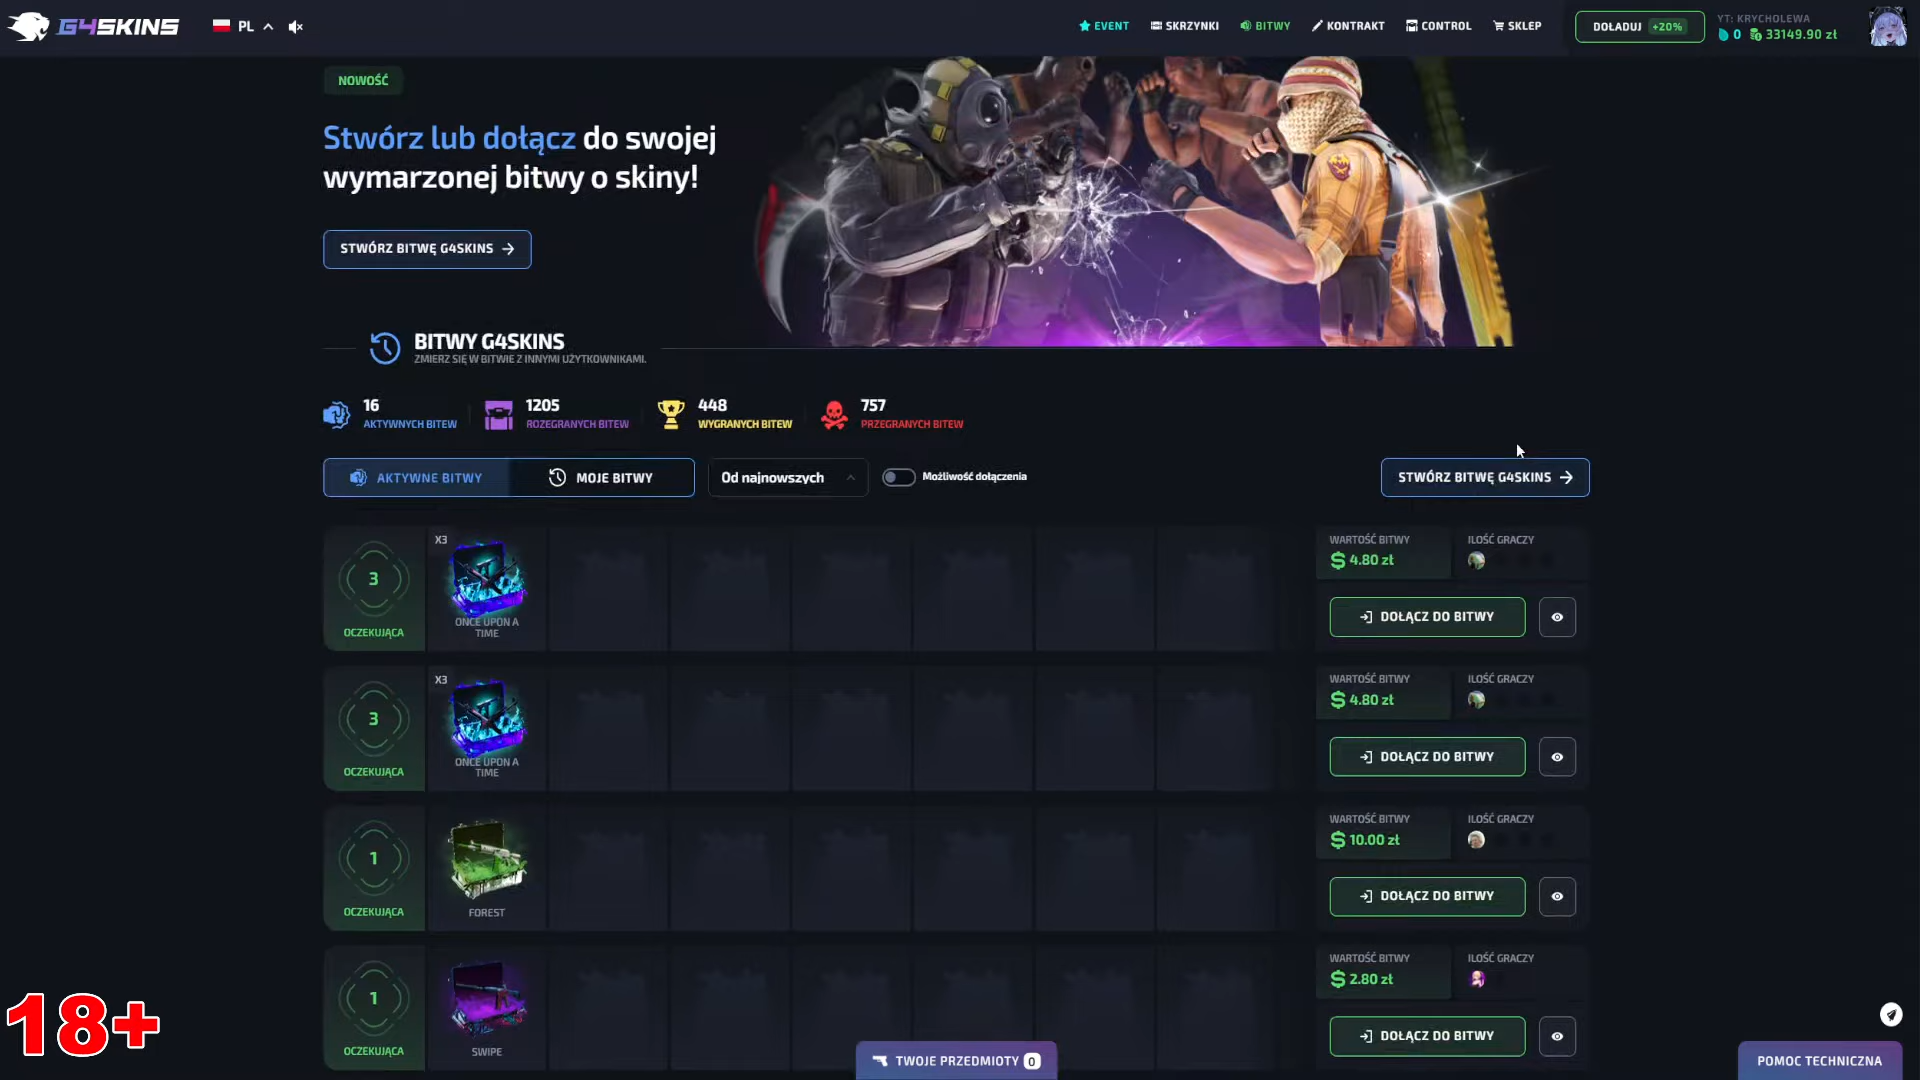 G4SKINS
PL
EVENT
SKRZYNKI
BITWY
KONTRAKT
CONTROL
SKLEP
DOŁADUJ +20%
YT: KRYCHOLEWA
0 33149.90 zł
NOWOŚĆ
Stwórz lub dołącz do swojej
wymarzonej bitwy o skiny!
STWÓRZ BITWĘ G4SKINS
BITWY G4SKINS
ZMIERZ SIĘ W BITWIE Z INNYMI UŻYTKOWNIKAMI.
16
AKTYWNYCH BITEW
1205
ROZEGRANYCH BITEW
448
WYGRANYCH BITEW
757
PRZEGRANYCH BITEW
AKTYWNE BITWY
MOJE BITWY
Od najnowszych
Możliwość dołączenia
STWÓRZ BITWĘ G4SKINS
3
OCZEKUJĄCA
X3
ONCE UPON A
TIME
WARTOŚĆ BITWY
$ 4.80 zł
ILOŚĆ GRACZY
DOŁĄCZ DO BITWY
3
OCZEKUJĄCA
X3
ONCE UPON A
TIME
WARTOŚĆ BITWY
$ 4.80 zł
ILOŚĆ GRACZY
DOŁĄCZ DO BITWY
1
OCZEKUJĄCA
FOREST
WARTOŚĆ BITWY
$ 10.00 zł
ILOŚĆ GRACZY
DOŁĄCZ DO BITWY
1
OCZEKUJĄCA
SWIPE
WARTOŚĆ BITWY
$ 2.80 zł
ILOŚĆ GRACZY
DOŁĄCZ DO BITWY
18+
TWOJE PRZEDMIOTY 0
POMOC TECHNICZNA